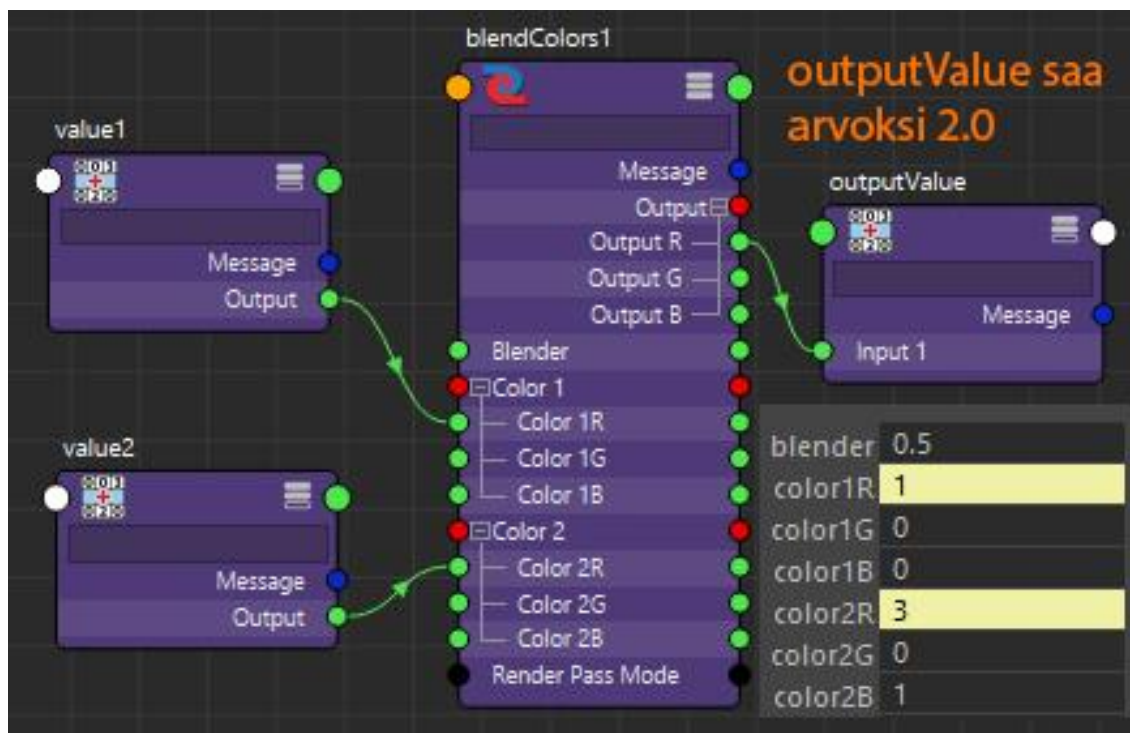 blendColors1
outputValue saa
arvoksi 2.0
value1
Message
Output
Message
Output
Output R
Output G
Output B
Blender
Color 1
Color 1R
Color 1G
Color 1B
Color 2
Color 2R
Color 2G
Color 2B
Render Pass Mode
outputValue
Message
Input 1
value2
Message
Output
blender 0.5
color1R 1
color1G 0
color1B 0
color2R 3
color2G 0
color2B 1